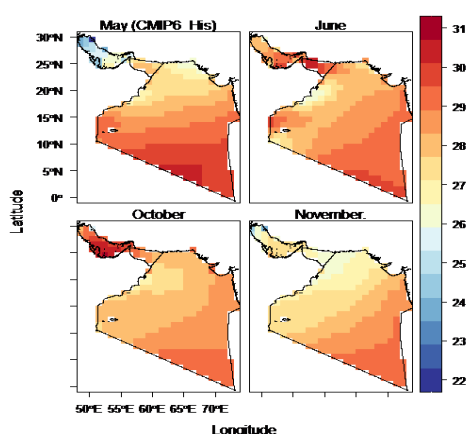 May (CMIP6 His)
June
30°N
25°N
20°N
15°N
10°N
5°N
0°
Latitude
October
November.
50°E 55°E 60°E 65°E 70°E
Longitude
31
30
29
28
27
26
25
24
23
22